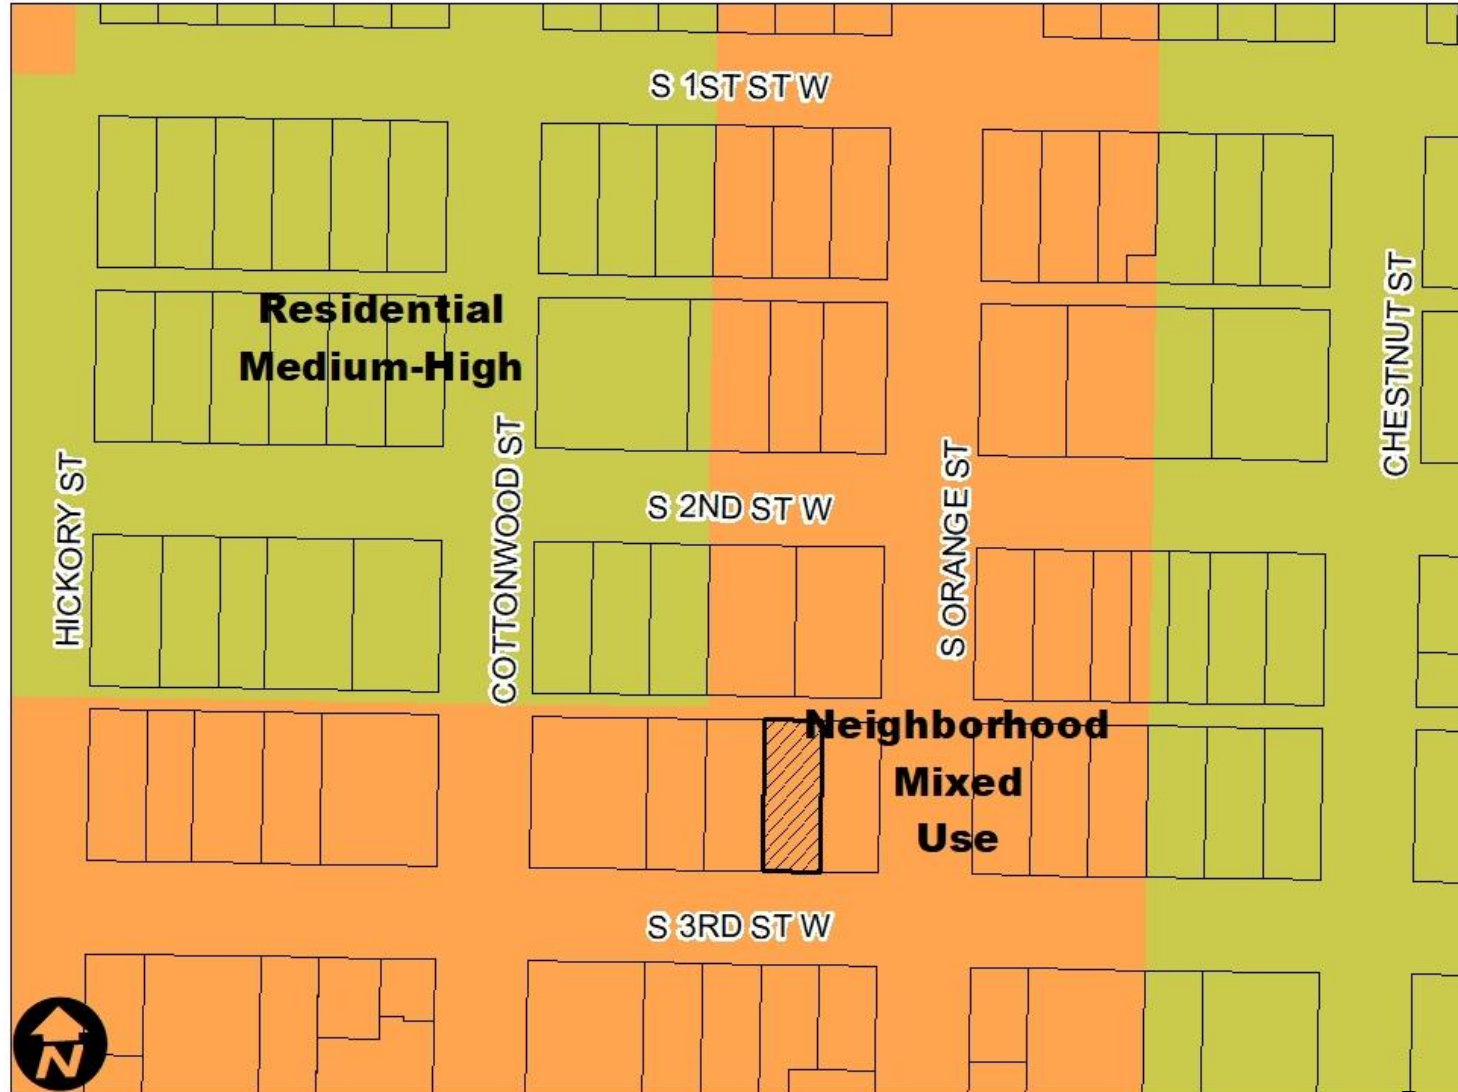 S 1ST ST W
Residential
Medium-High
CHESTNUT ST
HICKORY ST
COTTONWOOD ST
S 2ND ST W
S ORANGE ST
Neighborhood
Mixed
Use
S 3RD ST W
N